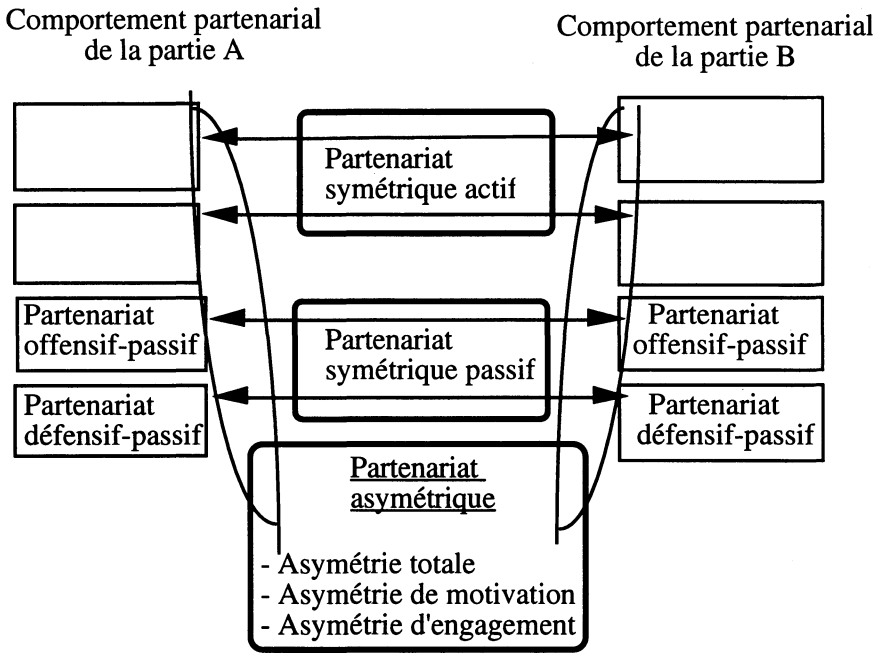 Comportement partenarial
de la partie A
Comportement partenarial
de la partie B
Partenariat
symétrique actif
Partenariat
offensif-passif
Partenariat
symétrique passif
Partenariat
offensif-passif
Partenariat
défensif-passif
Partenariat
défensif-passif
Partenariat
asymétrique
- Asymétrie totale
- Asymétrie de motivation
- Asymétrie d'engagement